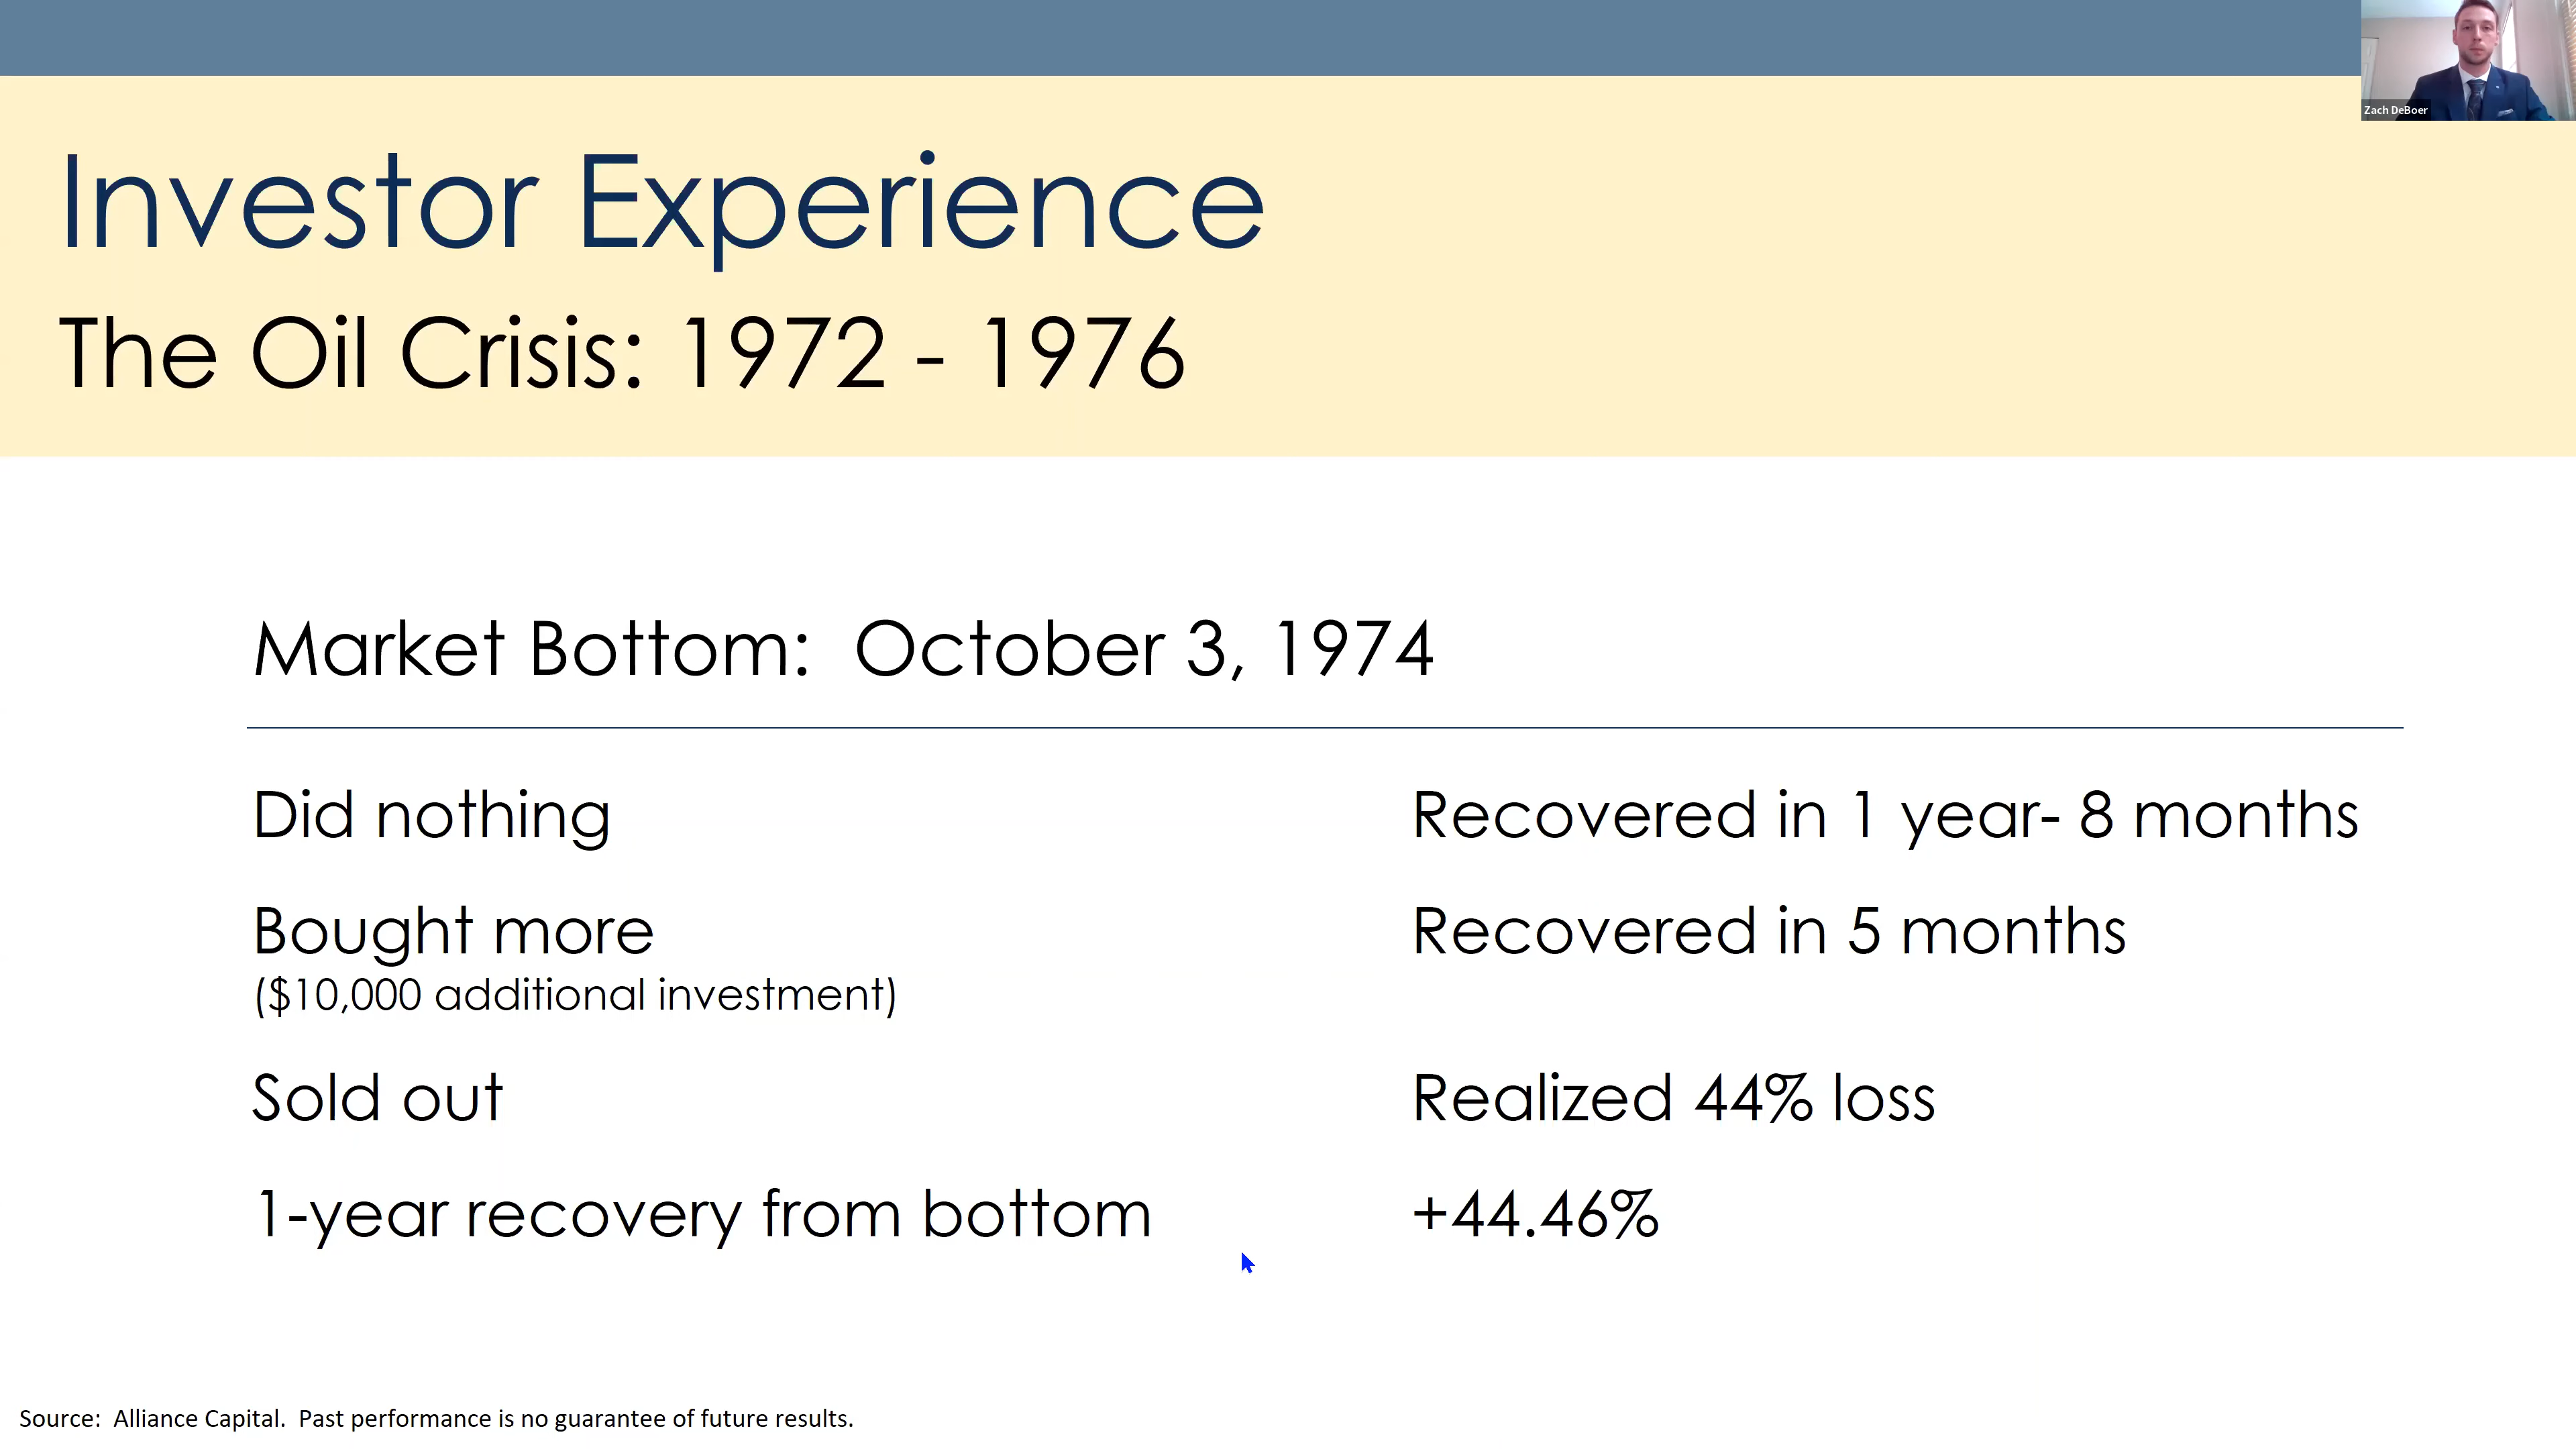 Zach DeBoer
Investor Experience
The Oil Crisis: 1972 - 1976
Market Bottom:  October 3, 1974
Did nothing
Recovered in 1 year- 8 months
Bought more
Recovered in 5 months
($10,000 additional investment)
Sold out
Realized 44% loss
1-year recovery from bottom
+44.46%
Source:  Alliance Capital.  Past performance is no guarantee of future results.